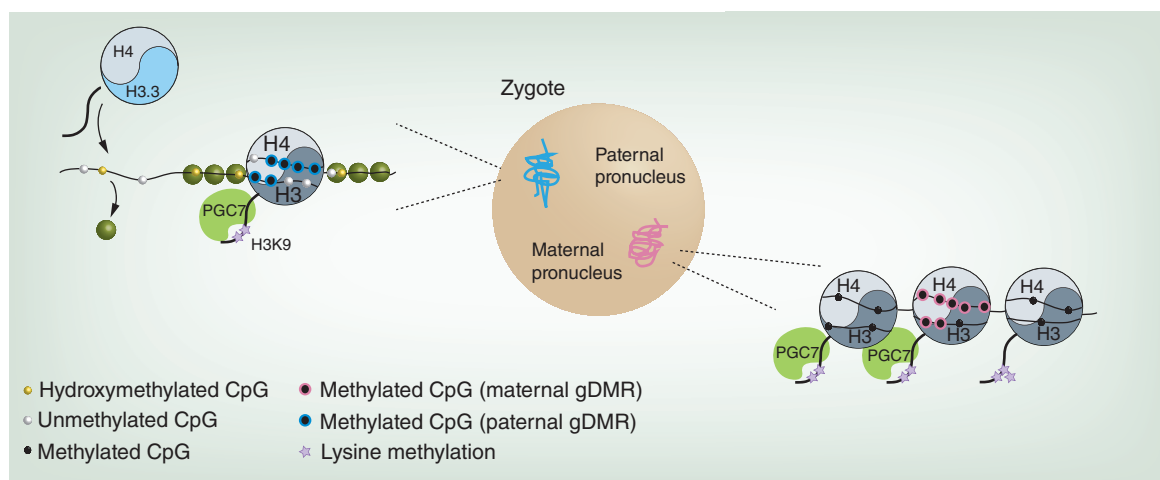 H4
H3.3
H4
H3
PGC7
H3K9
Zygote
Paternal
pronucleus
Maternal
pronucleus
H4
H3
PGC7
H4
H3
PGC7
H4
H3
Hydroxymethylated CpG
Unmethylated CpG
Methylated CpG
Methylated CpG (maternal gDMR)
Methylated CpG (paternal gDMR)
Lysine methylation